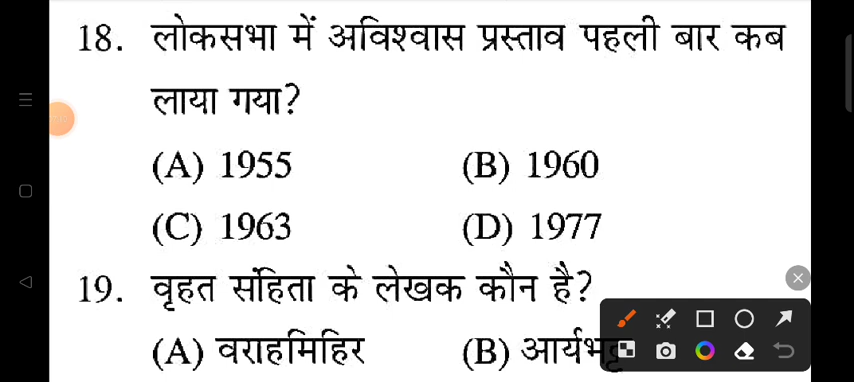 18. लोकसभा में अविश्वास प्रस्ताव पहली बार कब
लाया गया?
(A) 1955 (B) 1960
(C) 1963 (D) 1977
19. वृहत संहिता के लेखक कौन है?
(A) वराहमिहिर (B)